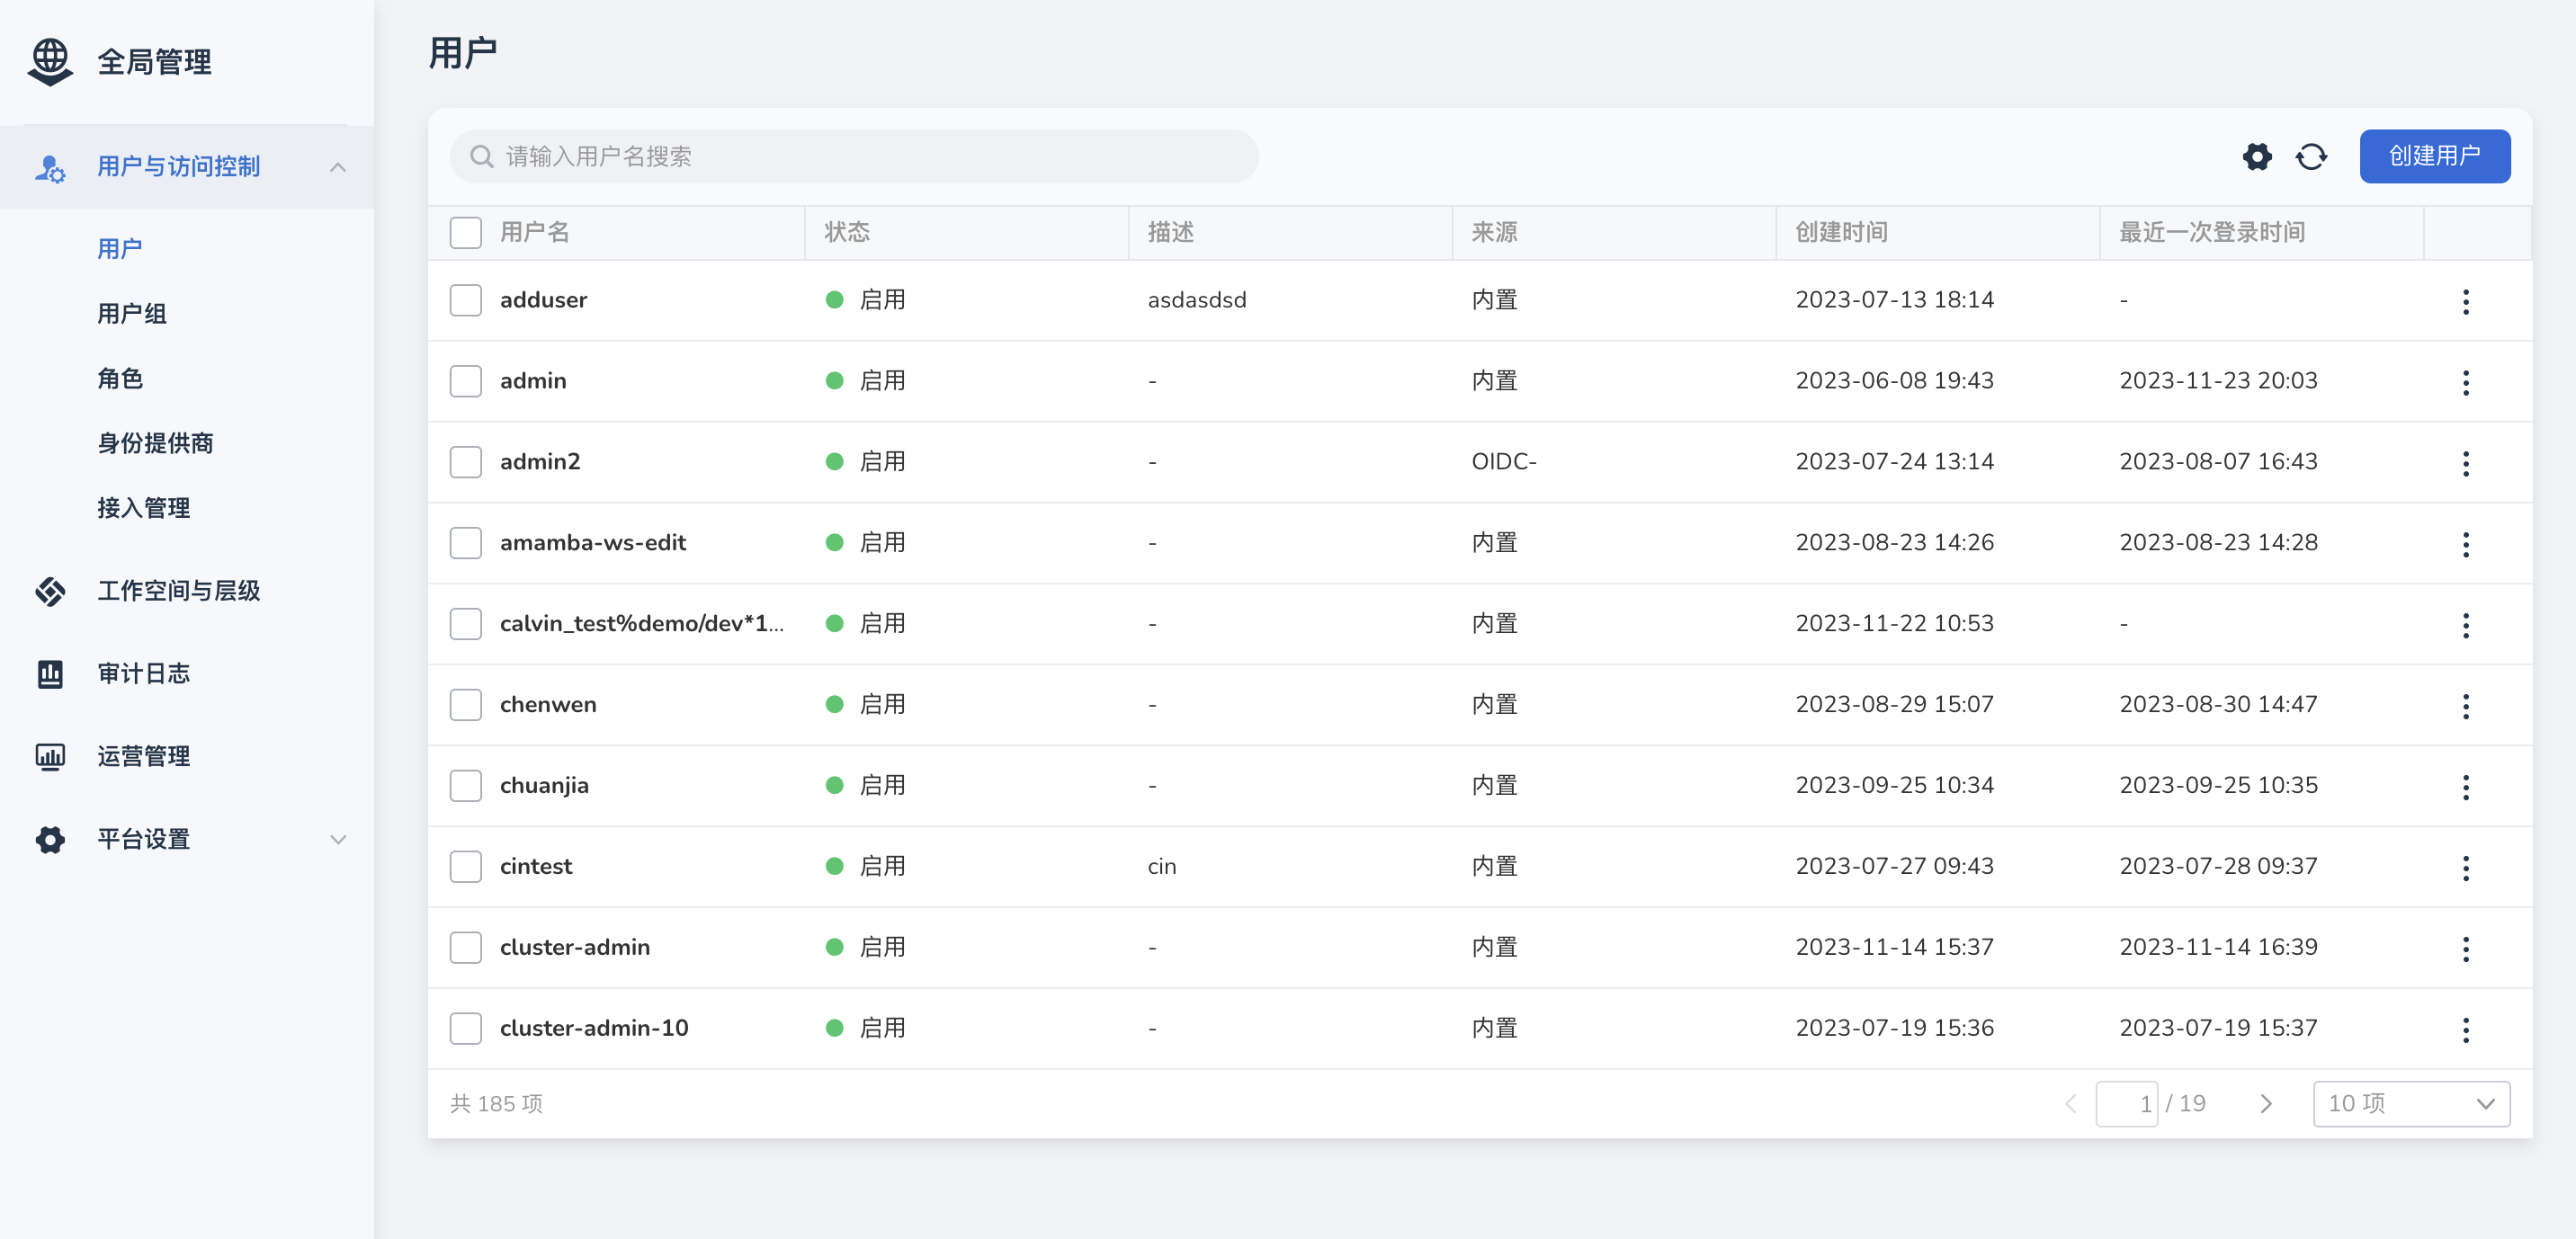 全局管理
用户与访问控制
用户
用户组
角色
身份提供商
接入管理
工作空间与层级
审计日志
运营管理
平台设置
用户
请输入用户名搜索
创建用户
用户名 状态 描述 来源 创建时间 最近一次登录时间
adduser 启用 asdasdsd 内置 2023-07-13 18:14 -
admin 启用 - 内置 2023-06-08 19:43 2023-11-23 20:03
admin2 启用 - OIDC- 2023-07-24 13:14 2023-08-07 16:43
amamba-ws-edit 启用 - 内置 2023-08-23 14:26 2023-08-23 14:28
calvin_test%demo/dev*1... 启用 - 内置 2023-11-22 10:53 -
chenwen 启用 - 内置 2023-08-29 15:07 2023-08-30 14:47
chuanjia 启用 - 内置 2023-09-25 10:34 2023-09-25 10:35
cintest 启用 cin 内置 2023-07-27 09:43 2023-07-28 09:37
cluster-admin 启用 - 内置 2023-11-14 15:37 2023-11-14 16:39
cluster-admin-10 启用 - 内置 2023-07-19 15:36 2023-07-19 15:37
共 185 项 1 / 19 10 项